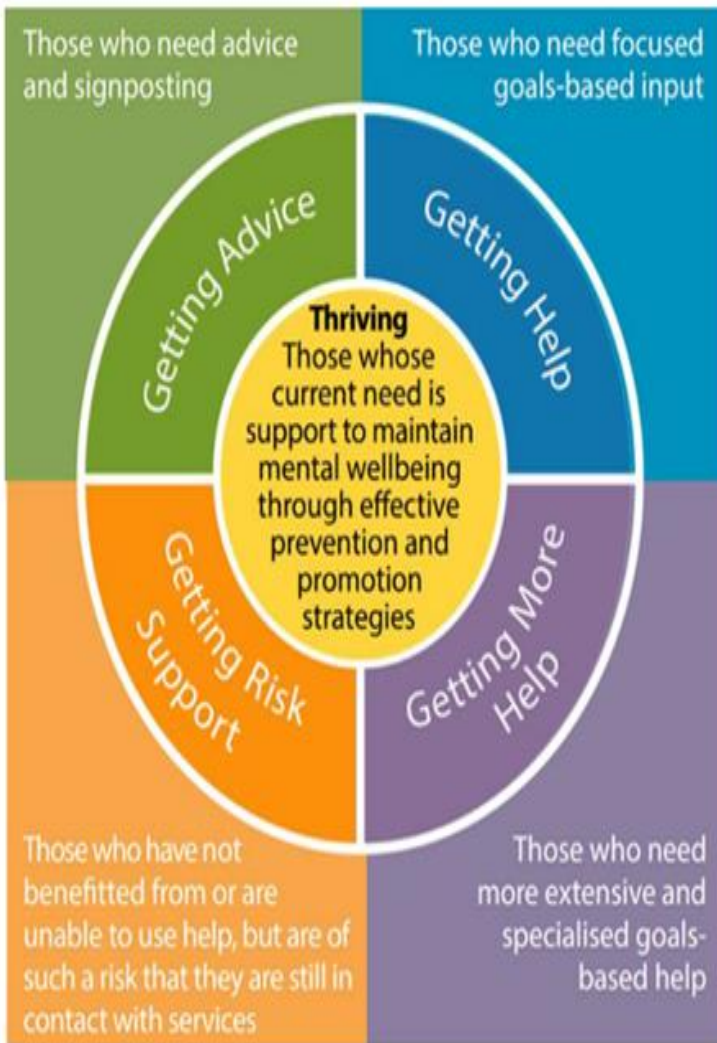 Those who need advice
and signposting
Those who need focused
goals-based input
Getting Advice
Getting Help
Thriving
Those whose
current need is
support to maintain
mental wellbeing
through effective
prevention and
promotion
strategies
Getting Risk
Support
Getting More
Help
Those who have not
benefitted from or are
unable to use help, but are of
such a risk that they are still in
contact with services
Those who need
more extensive and
specialised goals-
based help